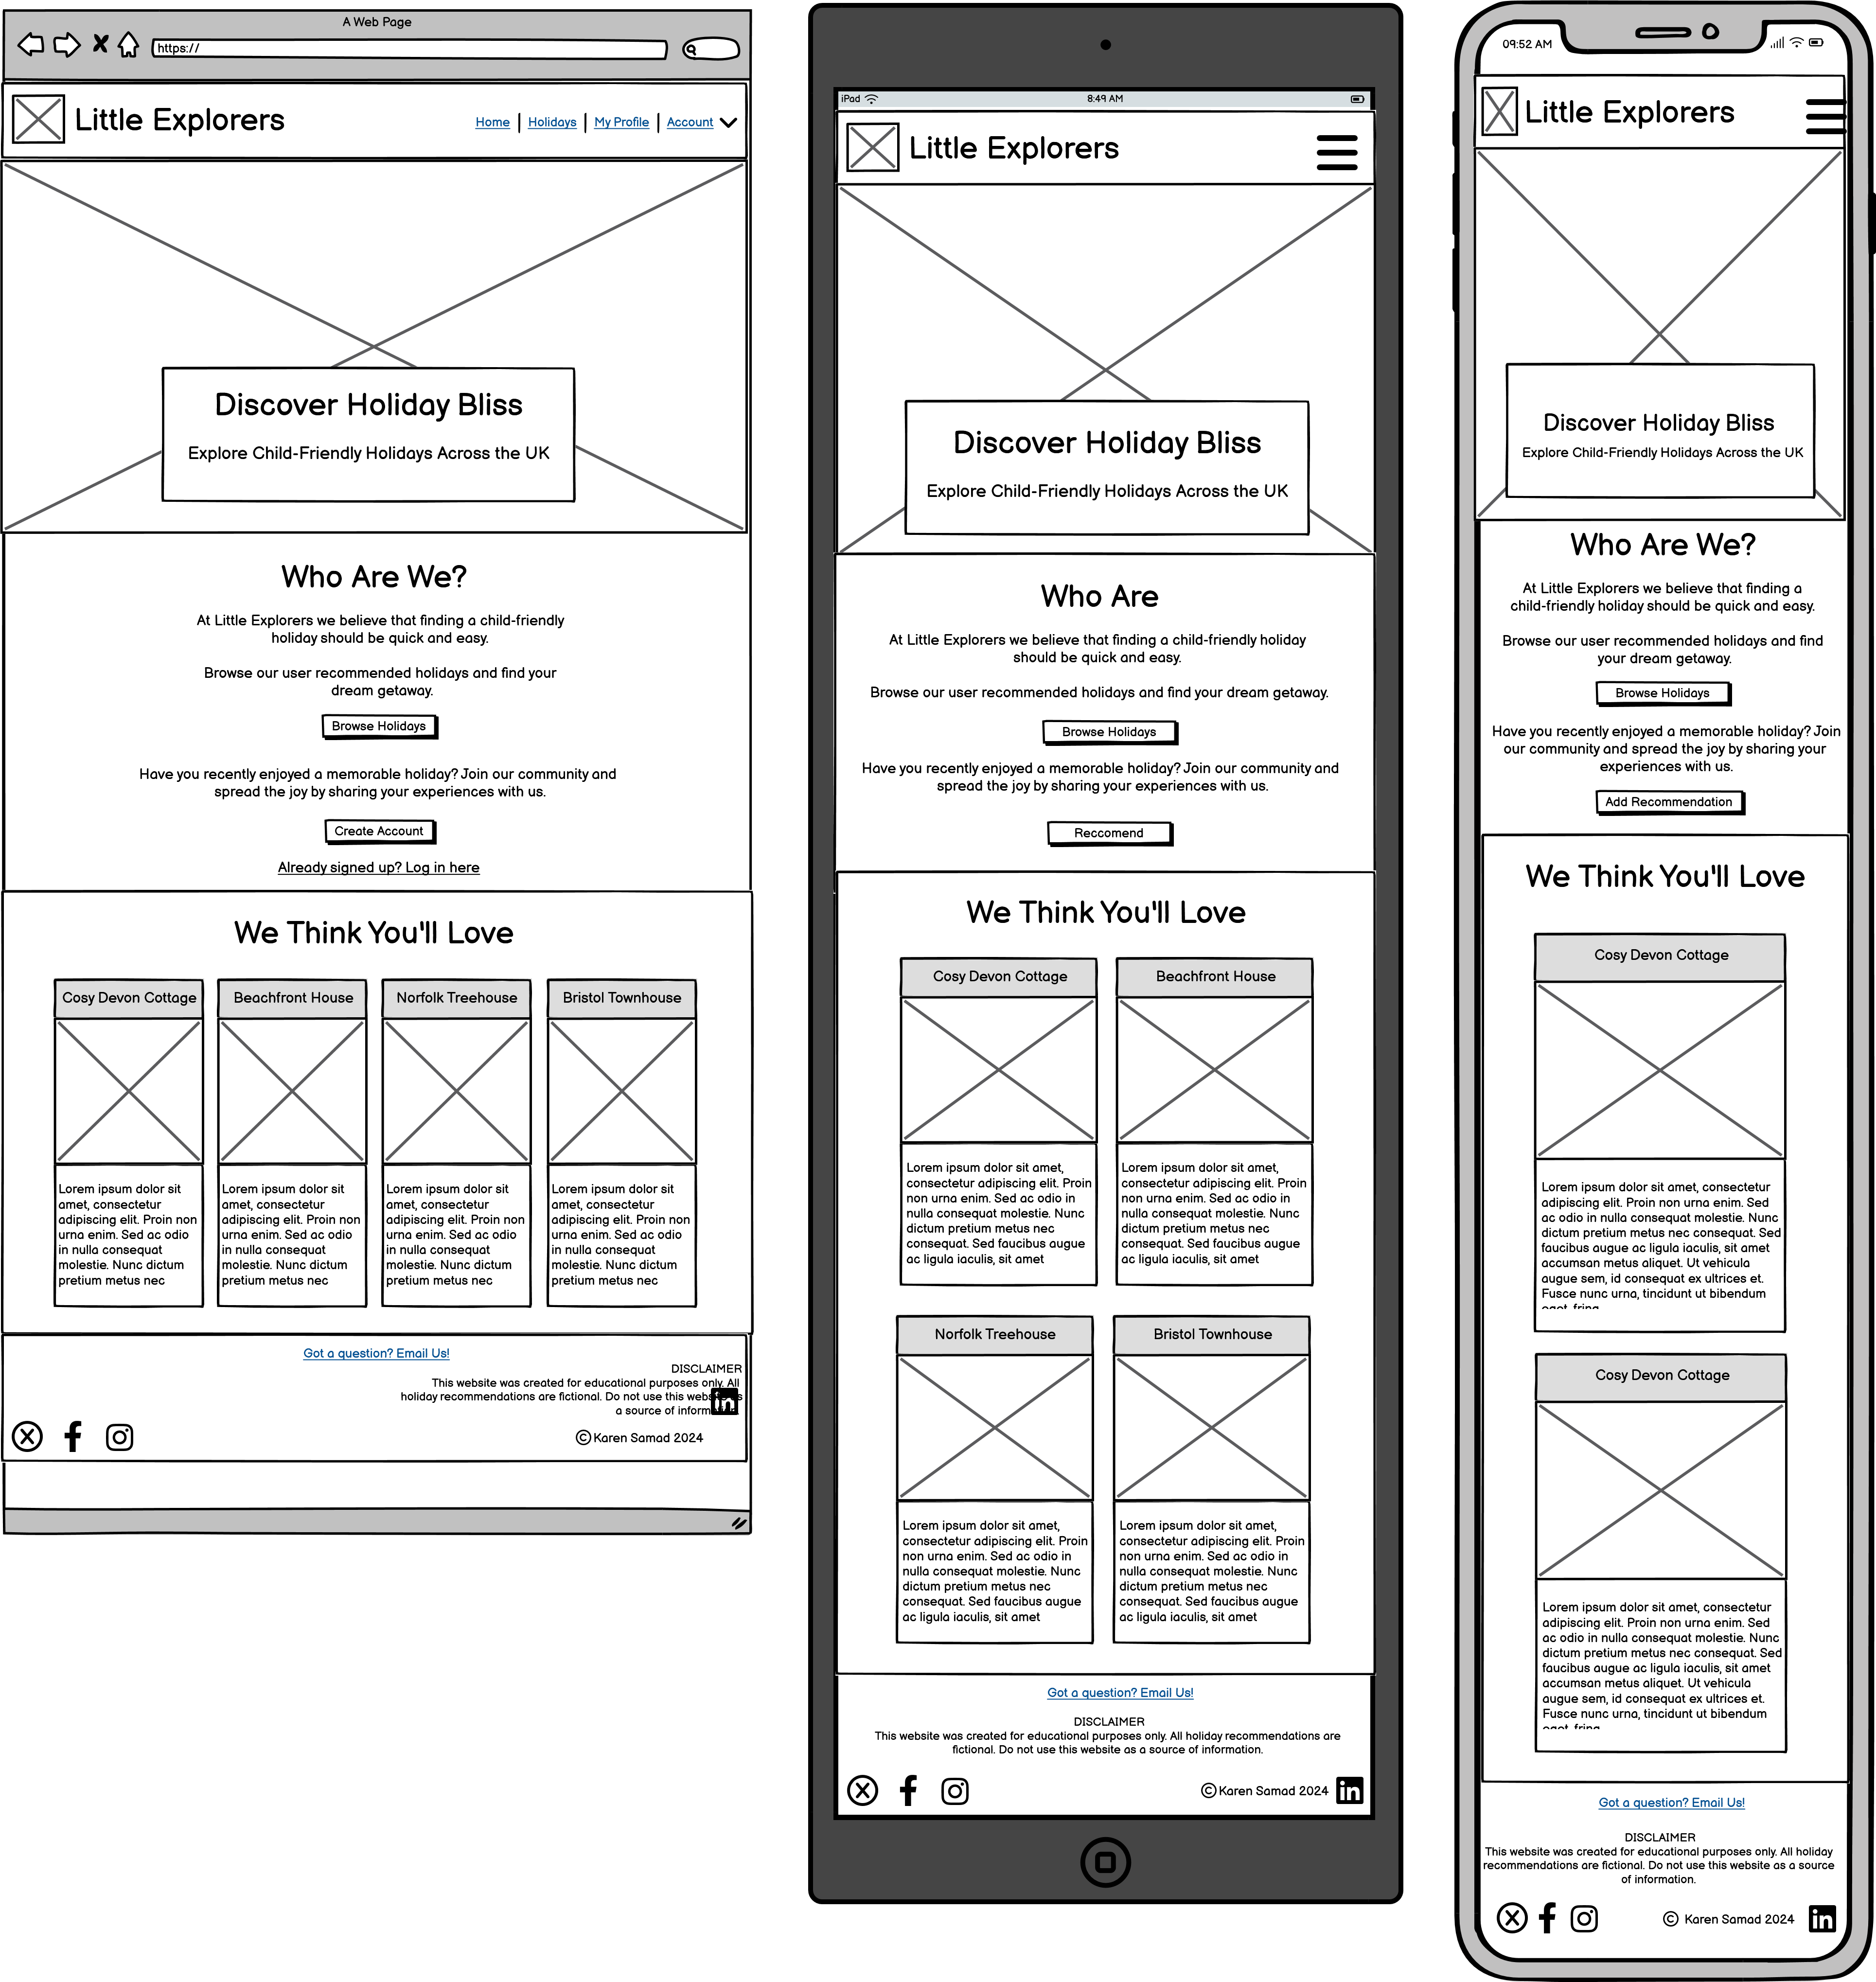 A Web Page
https://
Little Explorers
Home | Holidays | My Profile | Account
Discover Holiday Bliss
Explore Child-Friendly Holidays Across the UK
Who Are We?
At Little Explorers we believe that finding a child-friendly
holiday should be quick and easy.
Browse our user recommended holidays and find your
dream getaway.
Browse Holidays
Have you recently enjoyed a memorable holiday? Join our community and
spread the joy by sharing your experiences with us.
Create Account
Already signed up? Log in here
We Think You'll Love
Cosy Devon Cottage
Lorem ipsum dolor sit
amet, consectetur
adipiscing elit. Proin non
urna enim. Sed ac odio
in nulla consequat
molestie. Nunc dictum
pretium metus nec
Beachfront House
Lorem ipsum dolor sit
amet, consectetur
adipiscing elit. Proin non
urna enim. Sed ac odio
in nulla consequat
molestie. Nunc dictum
pretium metus nec
Norfolk Treehouse
Lorem ipsum dolor sit
amet, consectetur
adipiscing elit. Proin non
urna enim. Sed ac odio
in nulla consequat
molestie. Nunc dictum
pretium metus nec
Bristol Townhouse
Lorem ipsum dolor sit
amet, consectetur
adipiscing elit. Proin non
urna enim. Sed ac odio
in nulla consequat
molestie. Nunc dictum
pretium metus nec
Got a question? Email Us!
DISCLAIMER
This website was created for educational purposes only. All
holiday recommendations are fictional. Do not use this
a source of
in
© Karen Samad 2024
iPad
8:49 AM
Little Explorers
Discover Holiday Bliss
Explore Child-Friendly Holidays Across the UK
Who Are
At Little Explorers we believe that finding a child-friendly holiday
should be quick and easy.
Browse our user recommended holidays and find your dream getaway.
Browse Holidays
Have you recently enjoyed a memorable holiday? Join our community and
spread the joy by sharing your experiences with us.
Reccomend
We Think You'll Love
Cosy Devon Cottage
Lorem ipsum dolor sit amet,
consectetur adipiscing elit. Proin
non urna enim. Sed ac odio in
nulla consequat molestie. Nunc
dictum pretium metus nec
consequat. Sed faucibus augue
ac ligula iaculis, sit amet
Beachfront House
Lorem ipsum dolor sit amet,
consectetur adipiscing elit. Proin
non urna enim. Sed ac odio in
nulla consequat molestie. Nunc
dictum pretium metus nec
consequat. Sed faucibus augue
ac ligula iaculis, sit amet
Norfolk Treehouse
Lorem ipsum dolor sit amet,
consectetur adipiscing elit. Proin
non urna enim. Sed ac odio in
nulla consequat molestie. Nunc
dictum pretium metus nec
consequat. Sed faucibus augue
ac ligula iaculis, sit amet
Bristol Townhouse
Lorem ipsum dolor sit amet,
consectetur adipiscing elit. Proin
non urna enim. Sed ac odio in
nulla consequat molestie. Nunc
dictum pretium metus nec
consequat. Sed faucibus augue
ac ligula iaculis, sit amet
Got a question? Email Us!
DISCLAIMER
This website was created for educational purposes only. All holiday recommendations are
fictional. Do not use this website as a source of information.
© Karen Samad 2024 in
09:52 AM
Little Explorers
Discover Holiday Bliss
Explore Child-Friendly Holidays Across the UK
Who Are We?
At Little Explorers we believe that finding a
child-friendly holiday should be quick and easy.
Browse our user recommended holidays and find
your dream getaway.
Browse Holidays
Have you recently enjoyed a memorable holiday? Join
our community and spread the joy by sharing your
experiences with us.
Add Recommendation
We Think You'll Love
Cosy Devon Cottage
Lorem ipsum dolor sit amet, consectetur
adipiscing elit. Proin non urna enim. Sed
ac odio in nulla consequat molestie. Nunc
dictum pretium metus nec consequat. Sed
faucibus augue ac ligula iaculis, sit amet
accumsan metus aliquet. Ut vehicula
augue sem, id consequat ex ultrices et.
Fusce nunc urna, tincidunt ut bibendum
Cosy Devon Cottage
Lorem ipsum dolor sit amet, consectetur
adipiscing elit. Proin non urna enim. Sed
ac odio in nulla consequat molestie. Nunc
dictum pretium metus nec consequat. Sed
faucibus augue ac ligula iaculis, sit amet
accumsan metus aliquet. Ut vehicula
augue sem, id consequat ex ultrices et.
Fusce nunc urna, tincidunt ut bibendum
Got a question? Email Us!
DISCLAIMER
This website was created for educational purposes only. All holiday
recommendations are fictional. Do not use this website as a source
of information.
© Karen Samad 2024 in